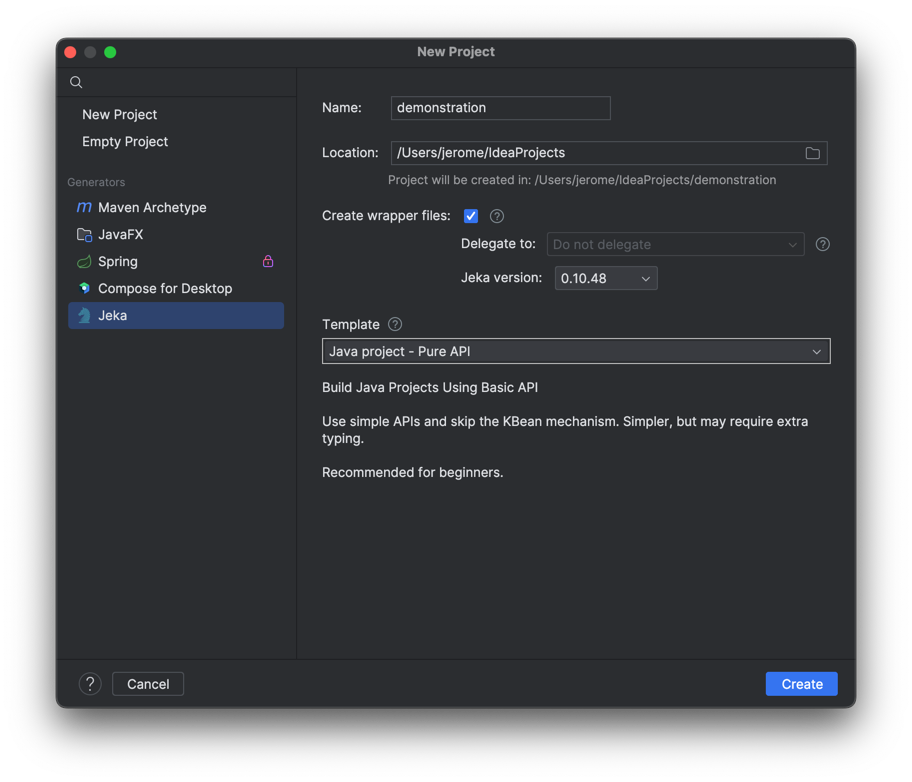 New Project
New Project
Empty Project
Generators
Maven Archetype
JavaFX
Spring
Compose for Desktop
Jeka
Name: demonstration
Location: /Users/jerome/IdeaProjects
Project will be created in: /Users/jerome/IdeaProjects/demonstration
Create wrapper files: ?
Delegate to: Do not delegate ?
Jeka version: 0.10.48
Template ?
Java project - Pure API
Build Java Projects Using Basic API
Use simple APIs and skip the KBean mechanism. Simpler, but may require extra
typing.
Recommended for beginners.
? Cancel Create